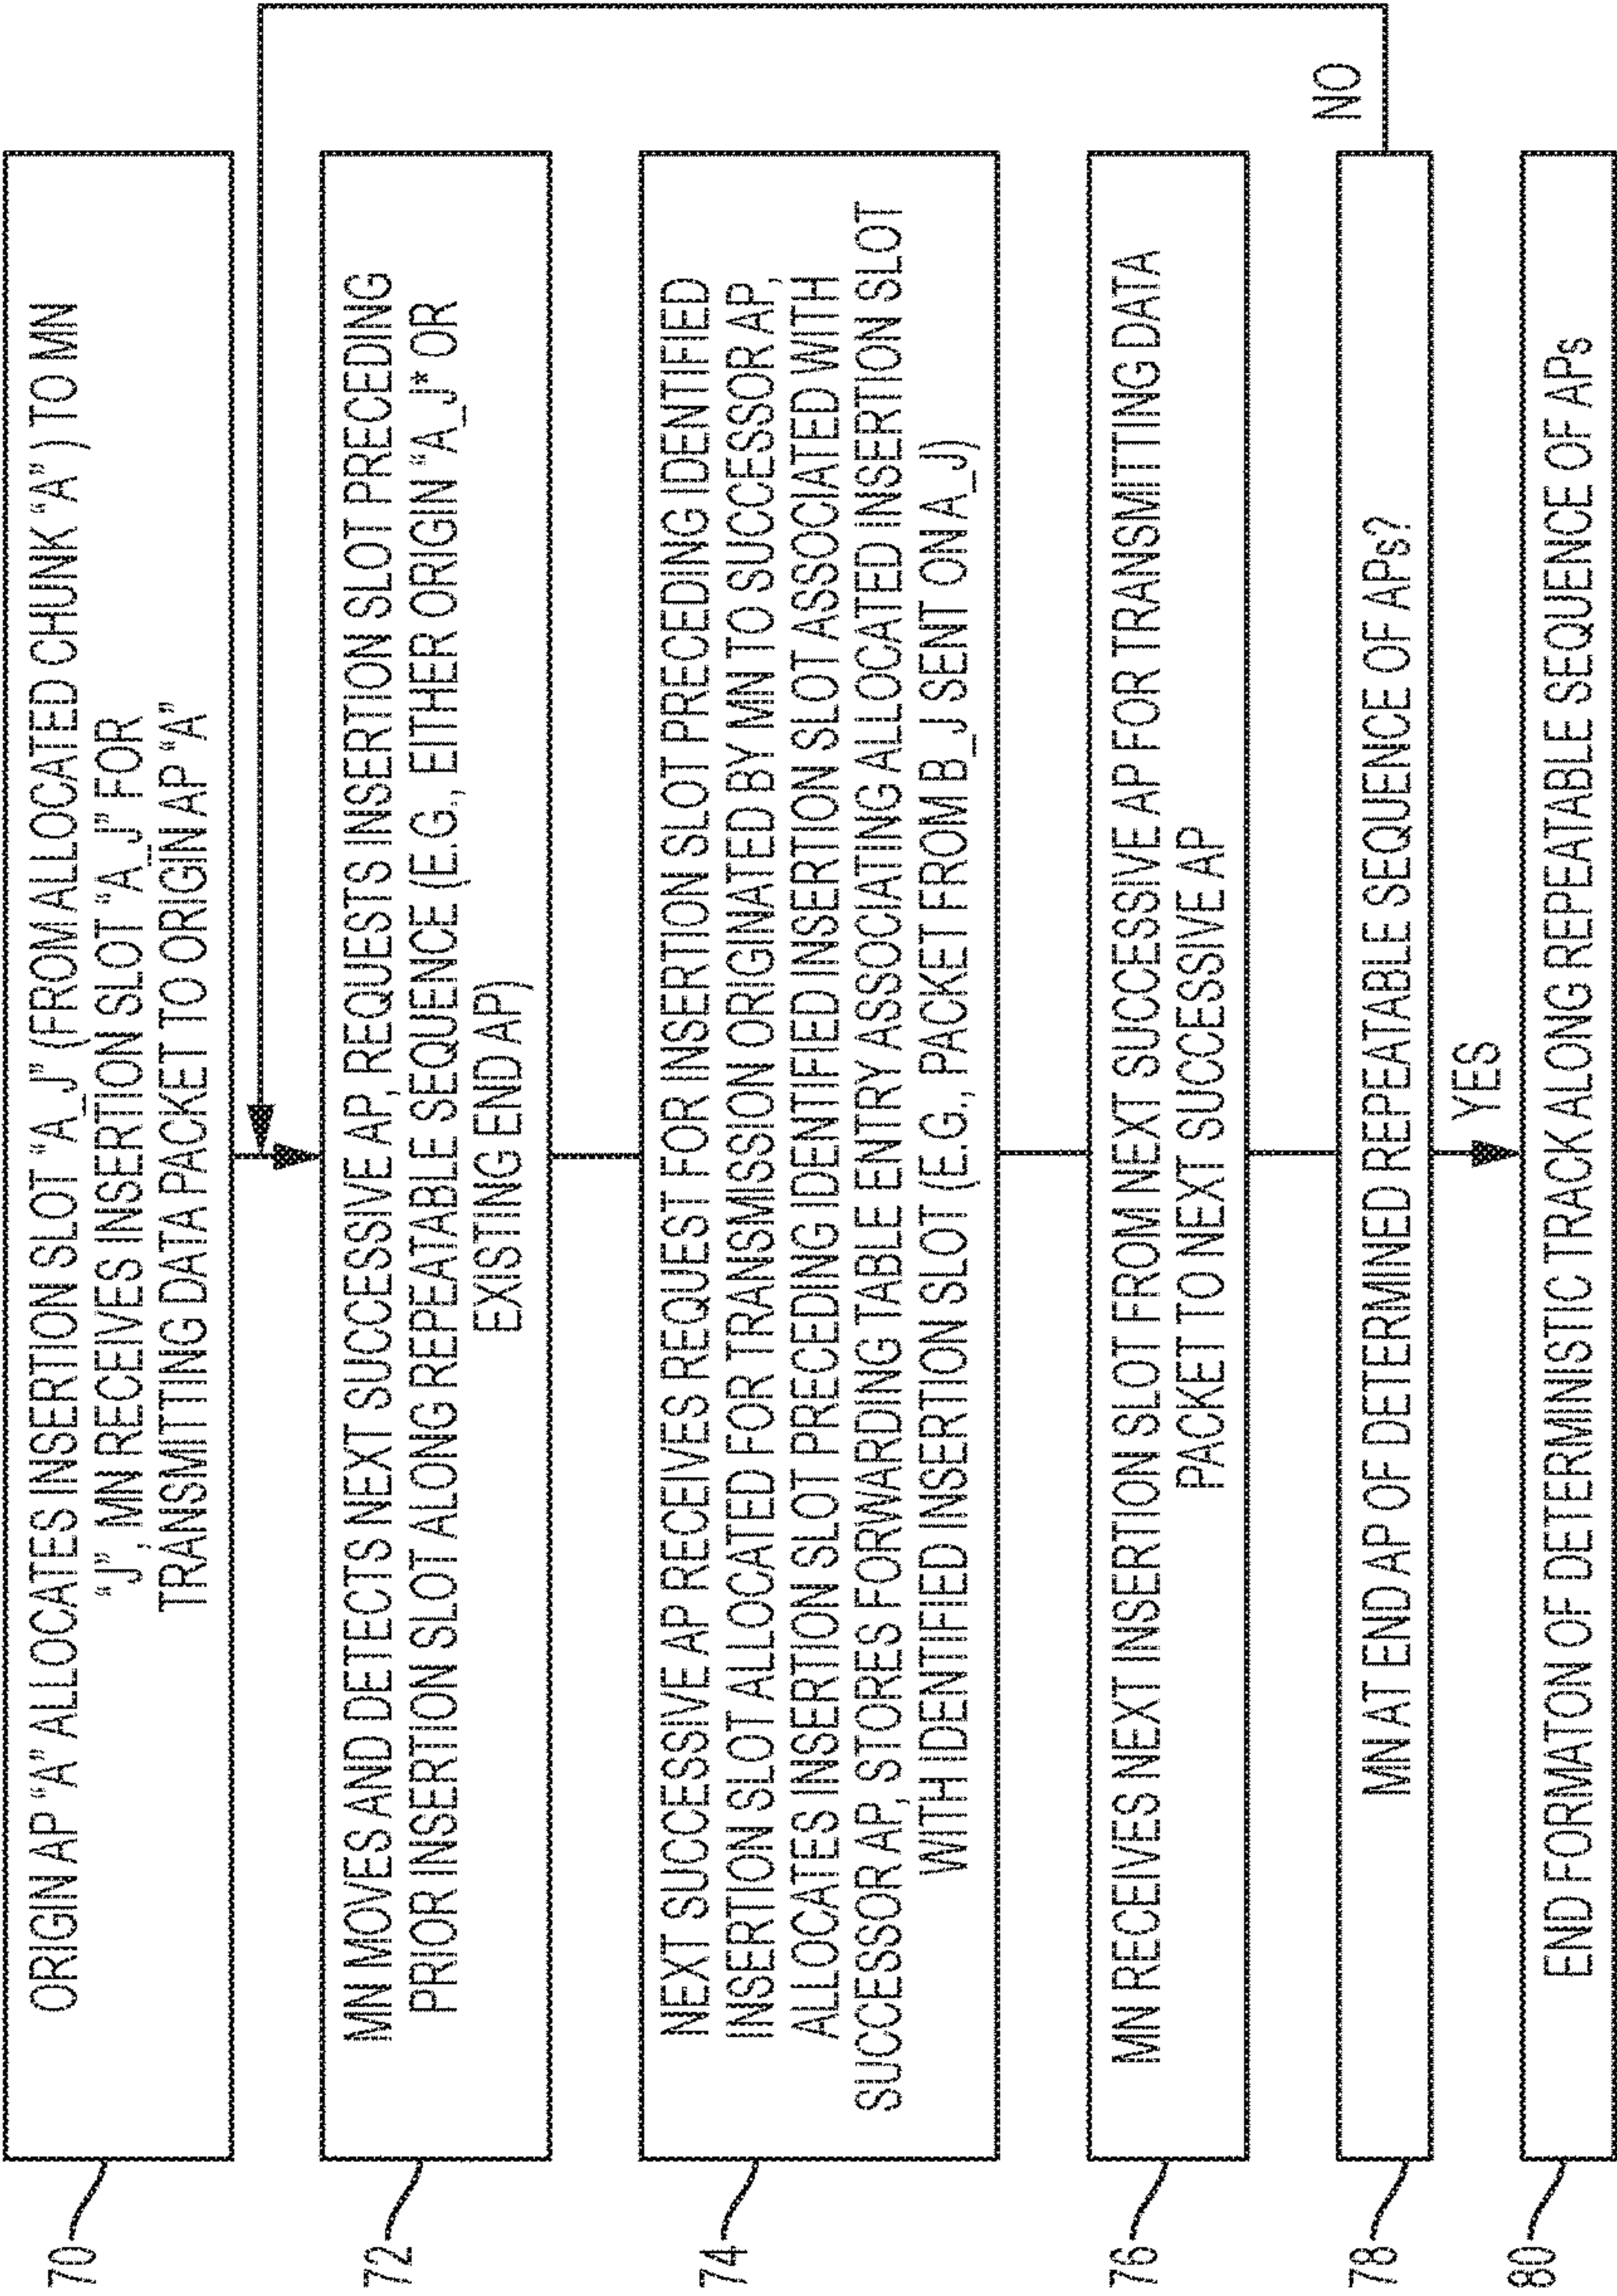 70
ORIGIN AP “A” ALLOCATES INSERTION SLOT “A_J” (FROM ALLOCATED CHUNK “A” ) TO MN
“J”, MN RECEIVES INSERTION SLOT “A_J” FOR
TRANSMITTING DATA PACKET TO ORIGIN AP “A”
72
MN MOVES AND DETECTS NEXT SUCCESSIVE AP, REQUESTS INSERTION SLOT PRECEDING
PRIOR INSERTION SLOT ALONG REPEATABLE SEQUENCE (E.G., EITHER ORIGIN “A_J* OR
EXISTING END AP)
74
NEXT SUCCESSIVE AP RECEIVES REQUEST FOR INSERTION SLOT PRECEDING IDENTIFIED
INSERTION SLOT ALLOCATED FOR TRANSMISSION ORIGINATED BY MN TO SUCCESSOR AP,
ALLOCATES INSERTION SLOT PRECEDING IDENTIFIED INSERTION SLOT ASSOCIATED WITH
SUCCESSOR AP, STORES FORWARDING TABLE ENTRY ASSOCIATING ALLOCATED INSERTION SLOT
WITH IDENTIFIED INSERTION SLOT (E.G., PACKET FROM B_J SENT ON A_J)
76
MN RECEIVES NEXT INSERTION SLOT FROM NEXT SUCCESSIVE AP FOR TRANSMITTING DATA
PACKET TO NEXT SUCCESSIVE AP
78
MN AT END AP OF DETERMINED REPEATABLE SEQUENCE OF APs?
NO
YES
80
END FORMATON OF DETERMINISTIC TRACK ALONG REPEATABLE SEQUENCE OF APs